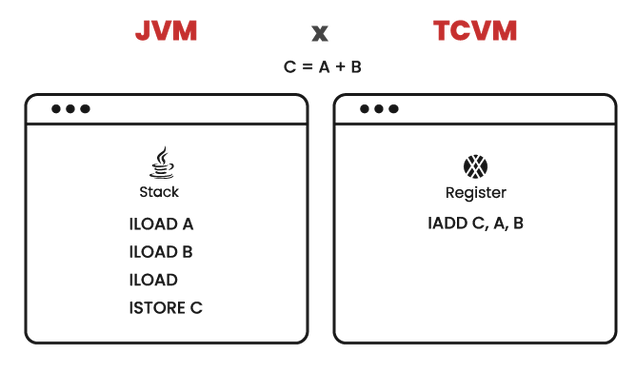 JVM x TCVM
C = A + B
Stack
ILOAD A
ILOAD B
ILOAD
ISTORE C
Register
IADD C, A, B